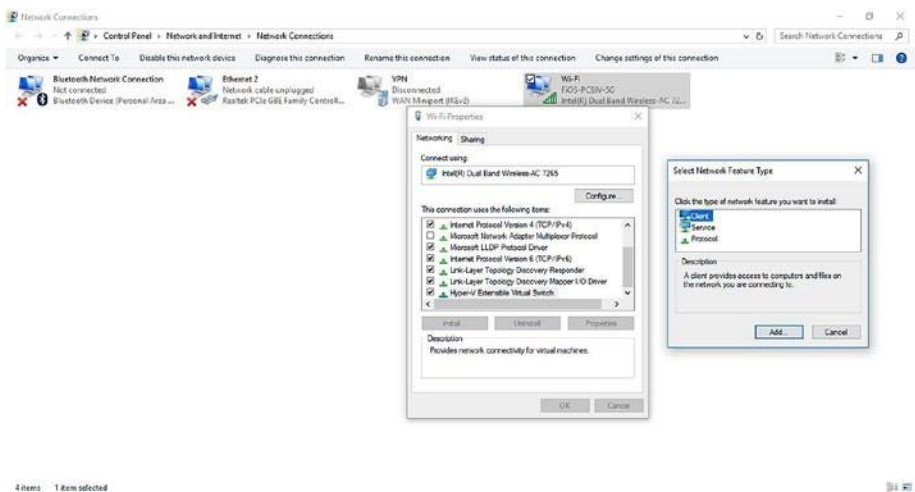 Network Connections
Control Panel > Network and Internet > Network Connections
Search Network Connections
Organize
Connect To
Disable this network device
Diagnose this connection
Rename this connection
View status of this connection
Change settings of this connection
Bluetooth Network Connection
Not connected
Bluetooth Device (Personal Area ...
Ethernet 2
Network cable unplugged
Realtek PCIe GBE Family Controll...
VPN
Disconnected
WAN Miniport (IKEv2)
Wi-Fi
Intel(R) Dual Band Wireless-AC 72...
Wi-Fi Properties
Networking
Sharing
Connect using:
Intel(R) Dual Band Wireless-AC 7265
Configure...
This connection uses the following items:
Internet Protocol Version 4 (TCP/IPv4)
Microsoft Network Adapter Multiplexor Protocol
Microsoft LLDP Protocol Driver
Internet Protocol Version 6 (TCP/IPv6)
Link-Layer Topology Discovery Responder
Link-Layer Topology Discovery Mapper I/O Driver
Hyper-V Extensible Virtual Switch
Install...
Uninstall
Properties
Description
Provides network connectivity for virtual machines.
OK
Cancel
Select Network Feature Type
Click the type of network feature you want to install:
Client
Service
Protocol
Description
A client provides access to computers and files on
the network you are connecting to.
Add...
Cancel
4 items
1 item selected